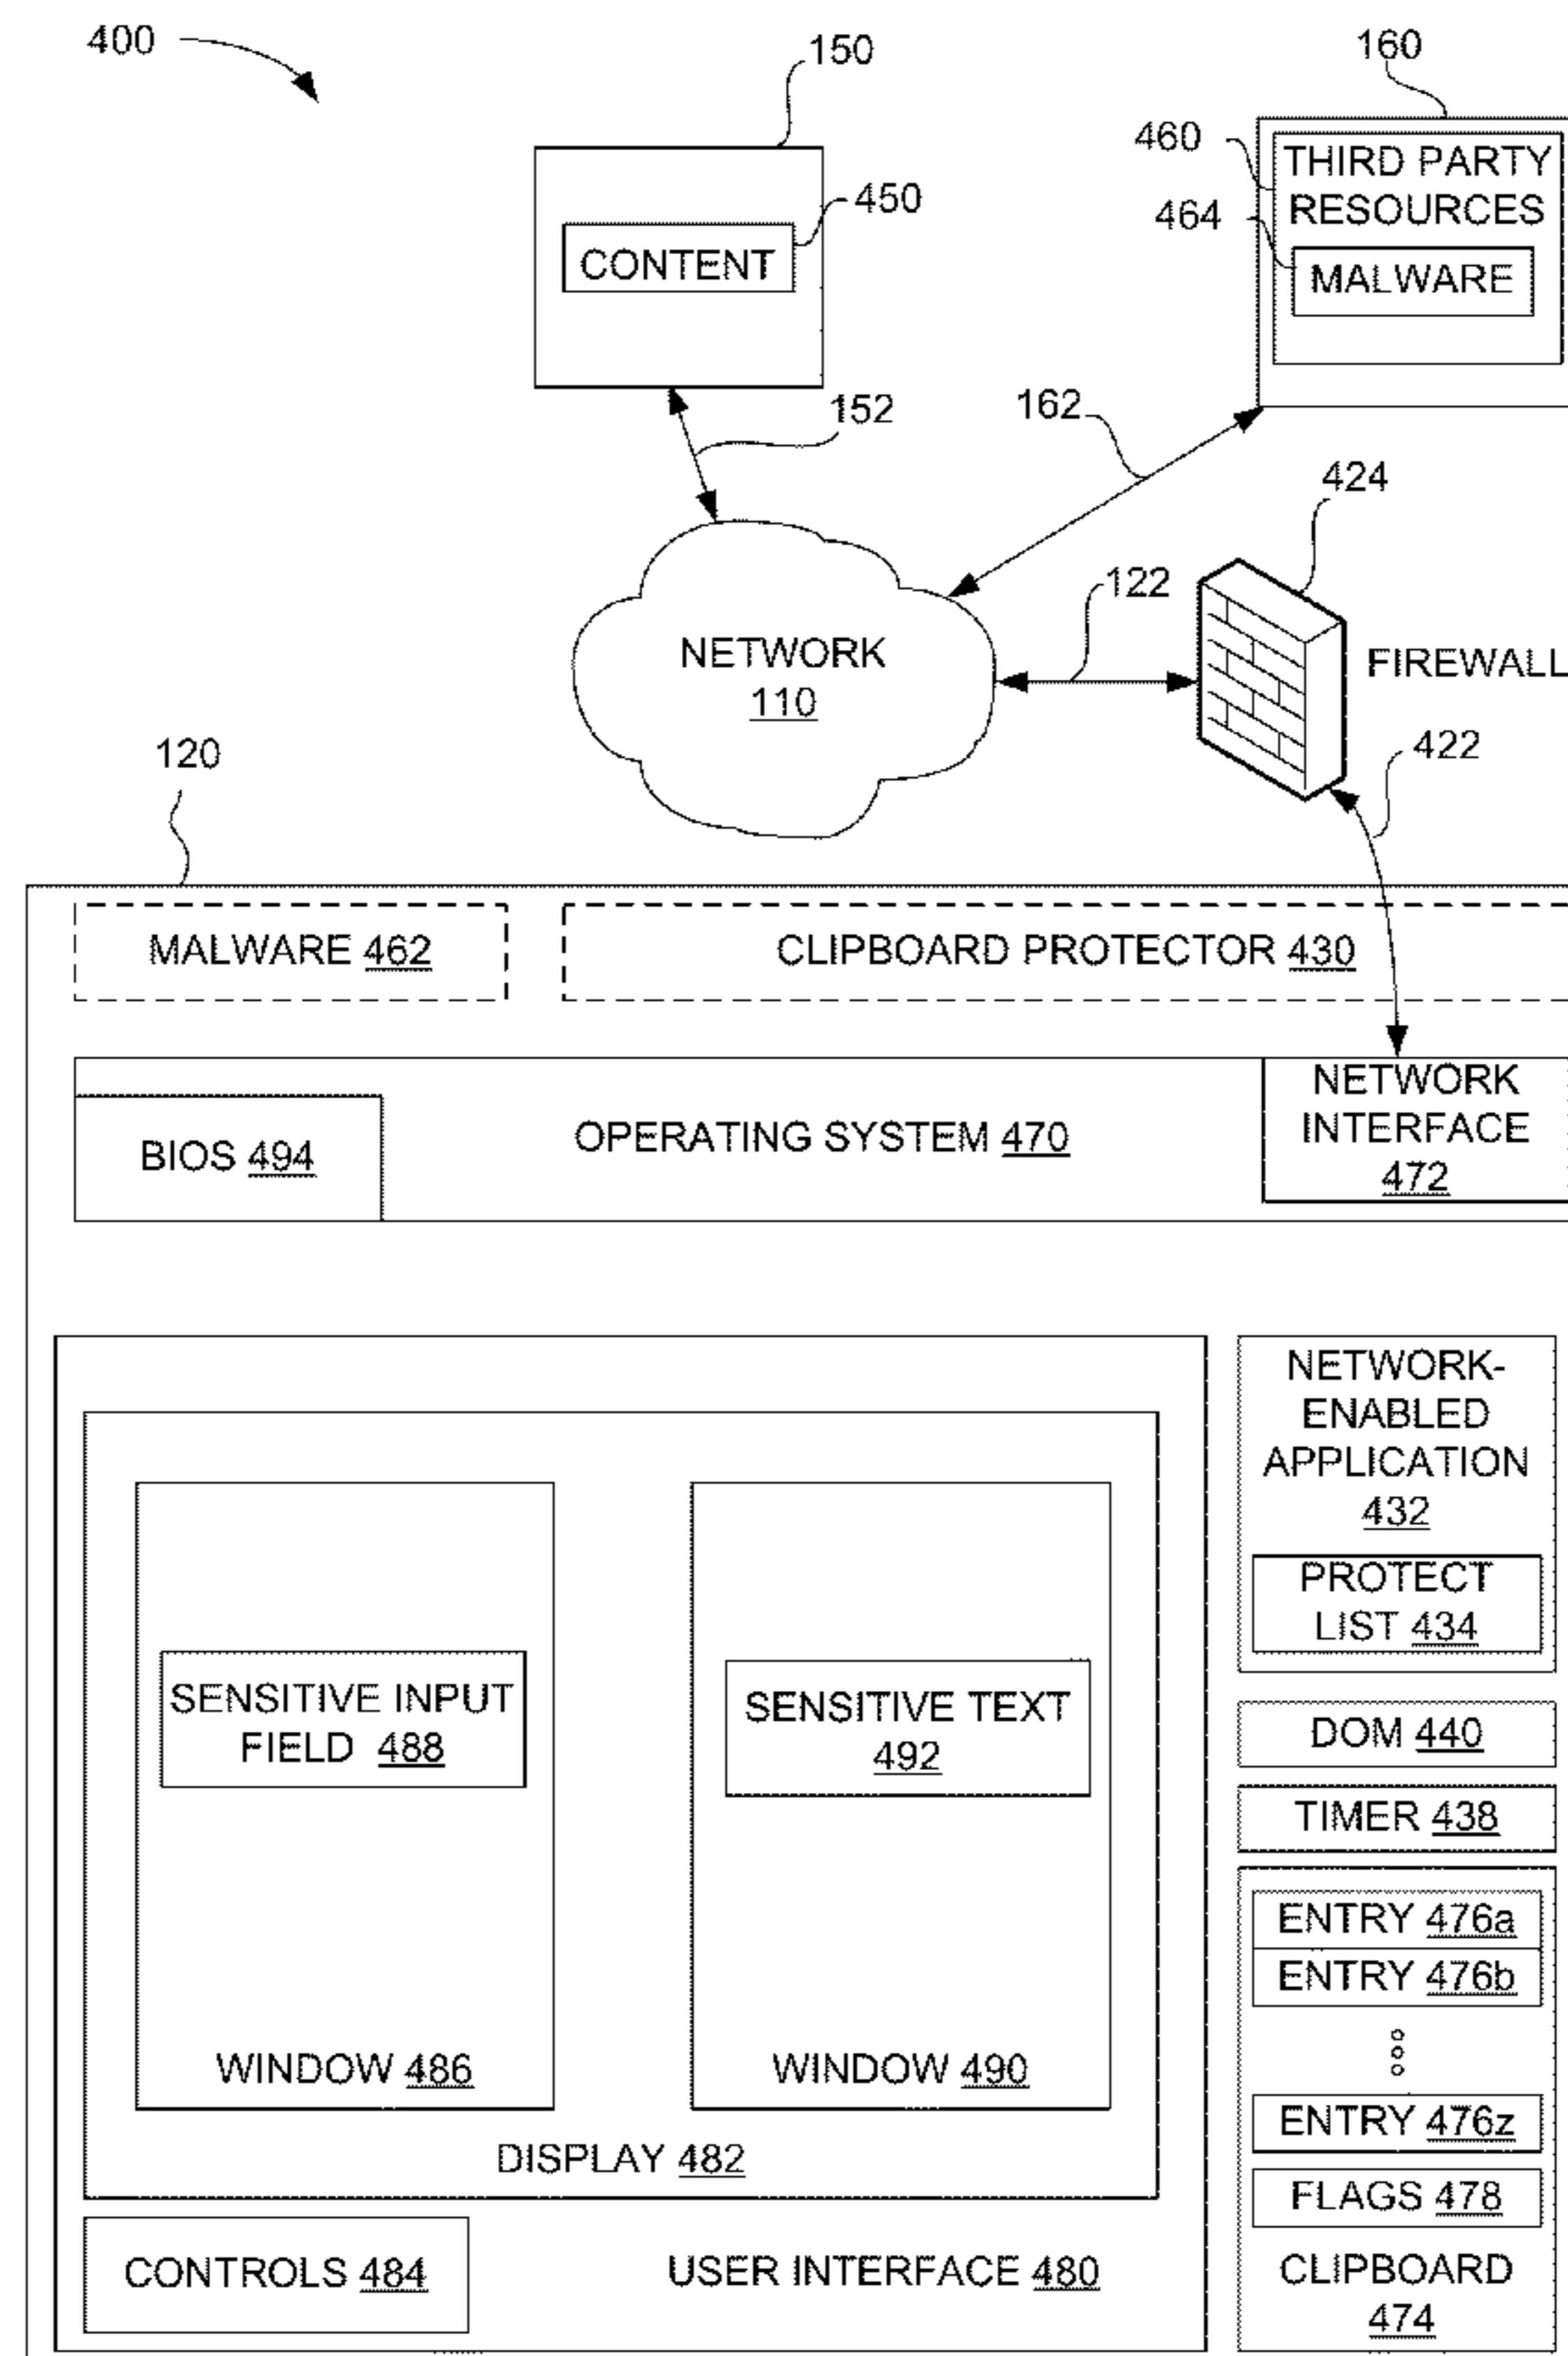 400
150
160
460
THIRD PARTY
RESOURCES
450
464
CONTENT
MALWARE
152
162
424
122
NETWORK
110
FIREWALL
120
422
MALWARE 462
CLIPBOARD PROTECTOR 430
NETWORK
INTERFACE
472
OPERATING SYSTEM 470
BIOS 494
NETWORK-
ENABLED
APPLICATION
432
PROTECT
LIST 434
SENSITIVE INPUT
FIELD 488
SENSITIVE TEXT
492
DOM 440
TIMER 438
ENTRY 476a
ENTRY 476b
WINDOW 486
WINDOW 490
ENTRY 476z
DISPLAY 482
FLAGS 478
CONTROLS 484
USER INTERFACE 480
CLIPBOARD
474